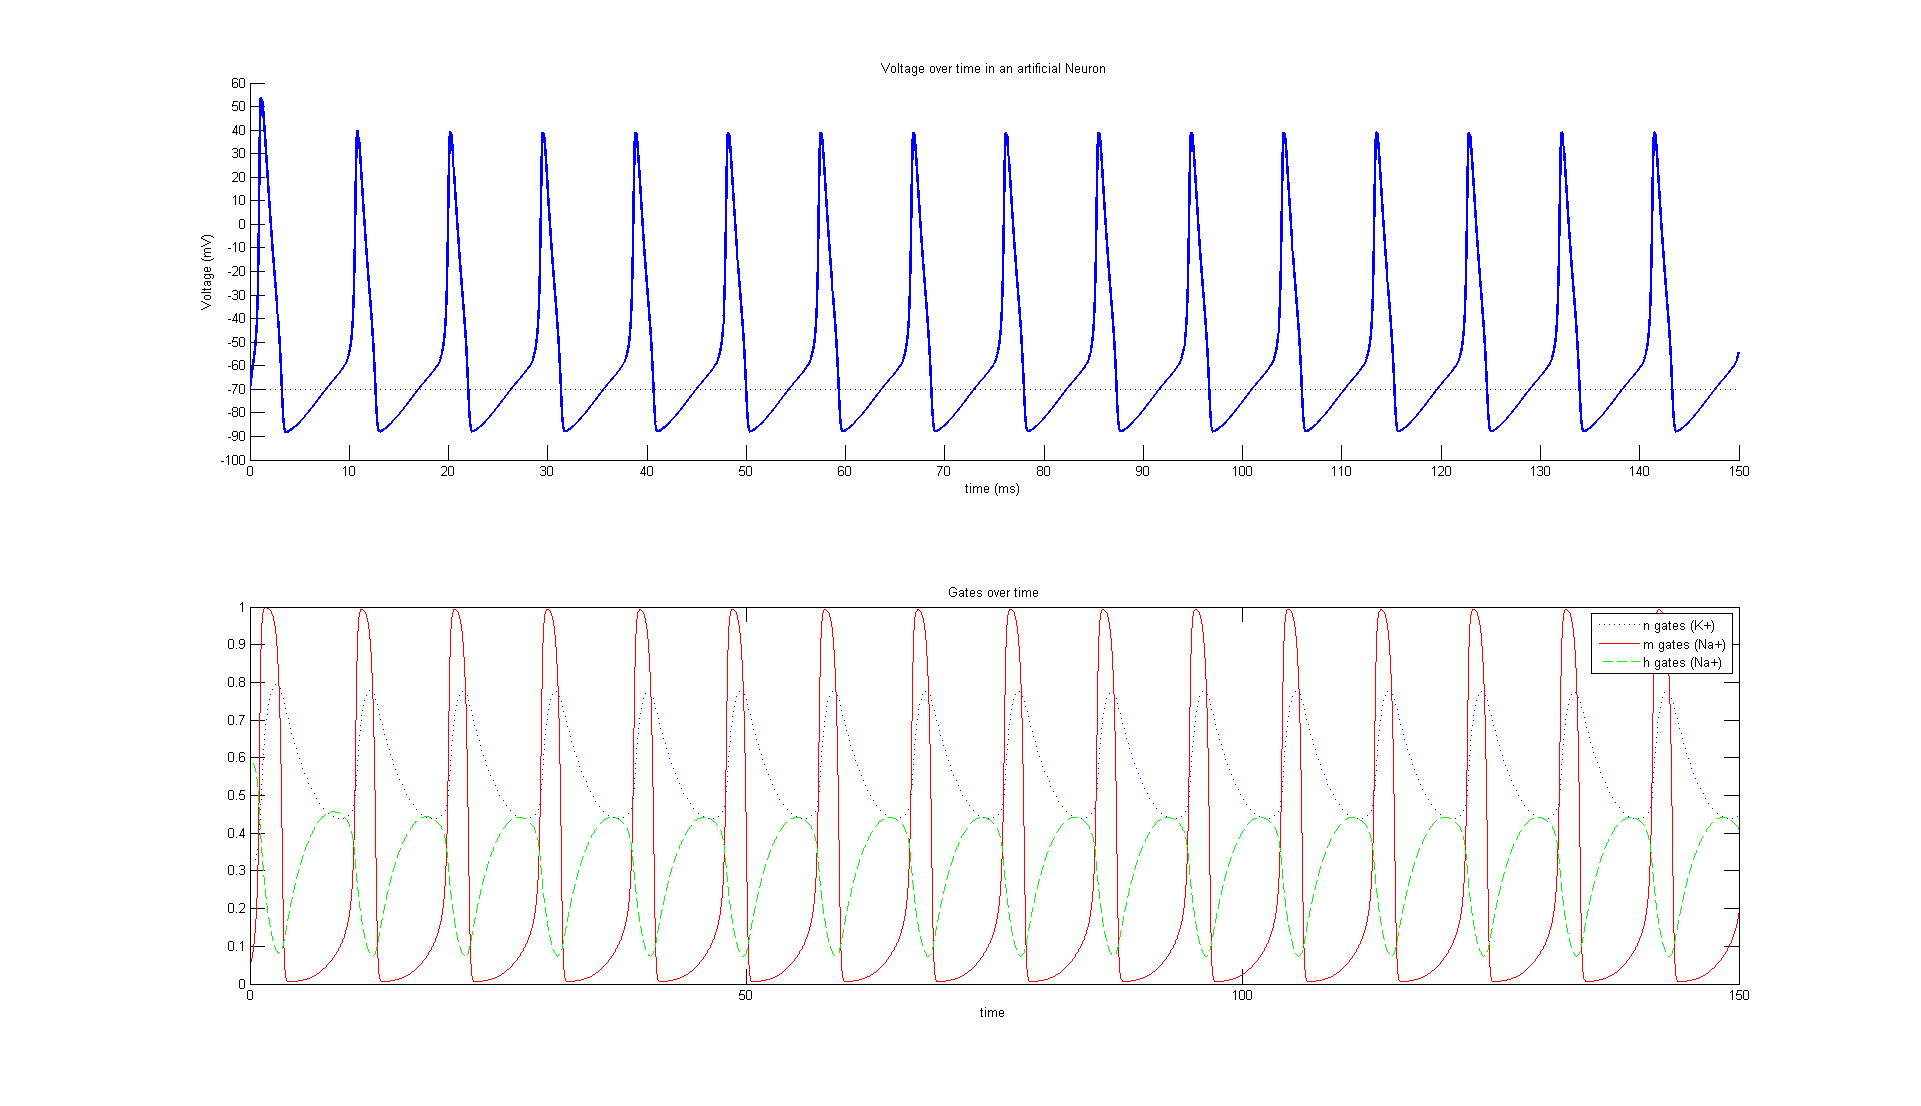 Voltage over time in an artificial Neuron
60
50
40
30
20
10
0
-10
-20
-30
-40
-50
-60
-70
-80
-90
-100
Voltage (mV)
0 10 20 30 40 50 60 70 80 90 100 110 120 130 140 150
time (ms)
Gates over time
1
0.9
0.8
0.7
0.6
0.5
0.4
0.3
0.2
0.1
0
n gates (K+)
m gates (Na+)
h gates (Na+)
0 50 100 150
time